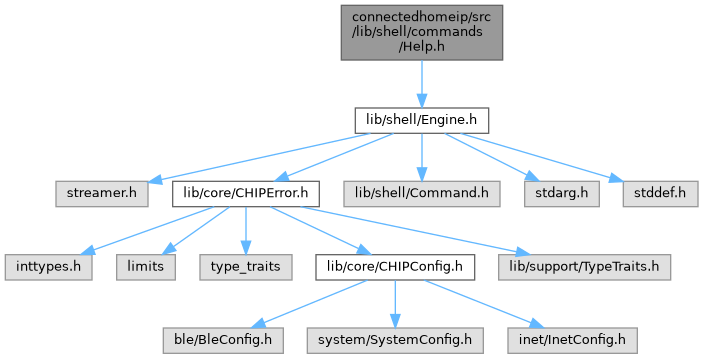 connectedhomeip/src
/lib/shell/commands
/Help.h
lib/shell/Engine.h
streamer.h
lib/core/CHIPError.h
lib/shell/Command.h
stdarg.h
stddef.h
inttypes.h
limits
type_traits
lib/core/CHIPConfig.h
lib/support/TypeTraits.h
ble/BleConfig.h
system/SystemConfig.h
inet/InetConfig.h